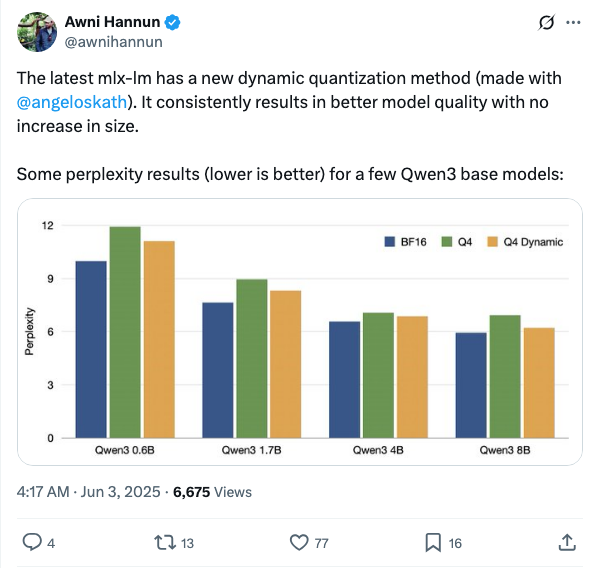 Awni Hannun
@awnihannun
The latest mlx-lm has a new dynamic quantization method (made with
@angeloskath). It consistently results in better model quality with no
increase in size.
Some perplexity results (lower is better) for a few Qwen3 base models:
12
BF16 Q4 Q4 Dynamic
9
Perplexity
6
3
0
Qwen3 0.6B Qwen3 1.7B Qwen3 4B Qwen3 8B
4:17 AM · Jun 3, 2025 · 6,675 Views
4 13 77 16